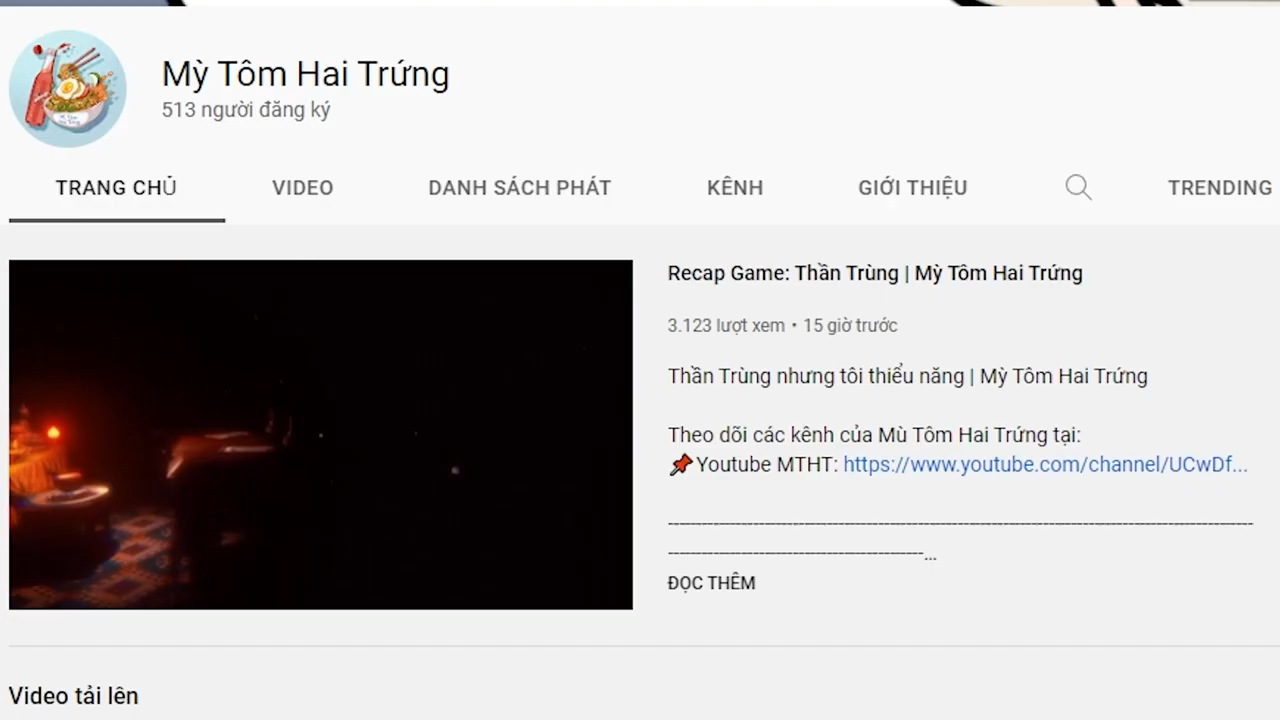 Mỳ Tôm Hai Trứng
513 người đăng ký
TRANG CHỦ
VIDEO
DANH SÁCH PHÁT
KÊNH
GIỚI THIỆU
TRENDING
Recap Game: Thần Trùng | Mỳ Tôm Hai Trứng
3.123 lượt xem • 15 giờ trước
Thần Trùng nhưng tôi thiểu năng | Mỳ Tôm Hai Trứng
Theo dõi các kênh của Mù Tôm Hai Trứng tại:
📌Youtube MTHT: https://www.youtube.com/channel/UCwDf...
ĐỌC THÊM
Video tải lên